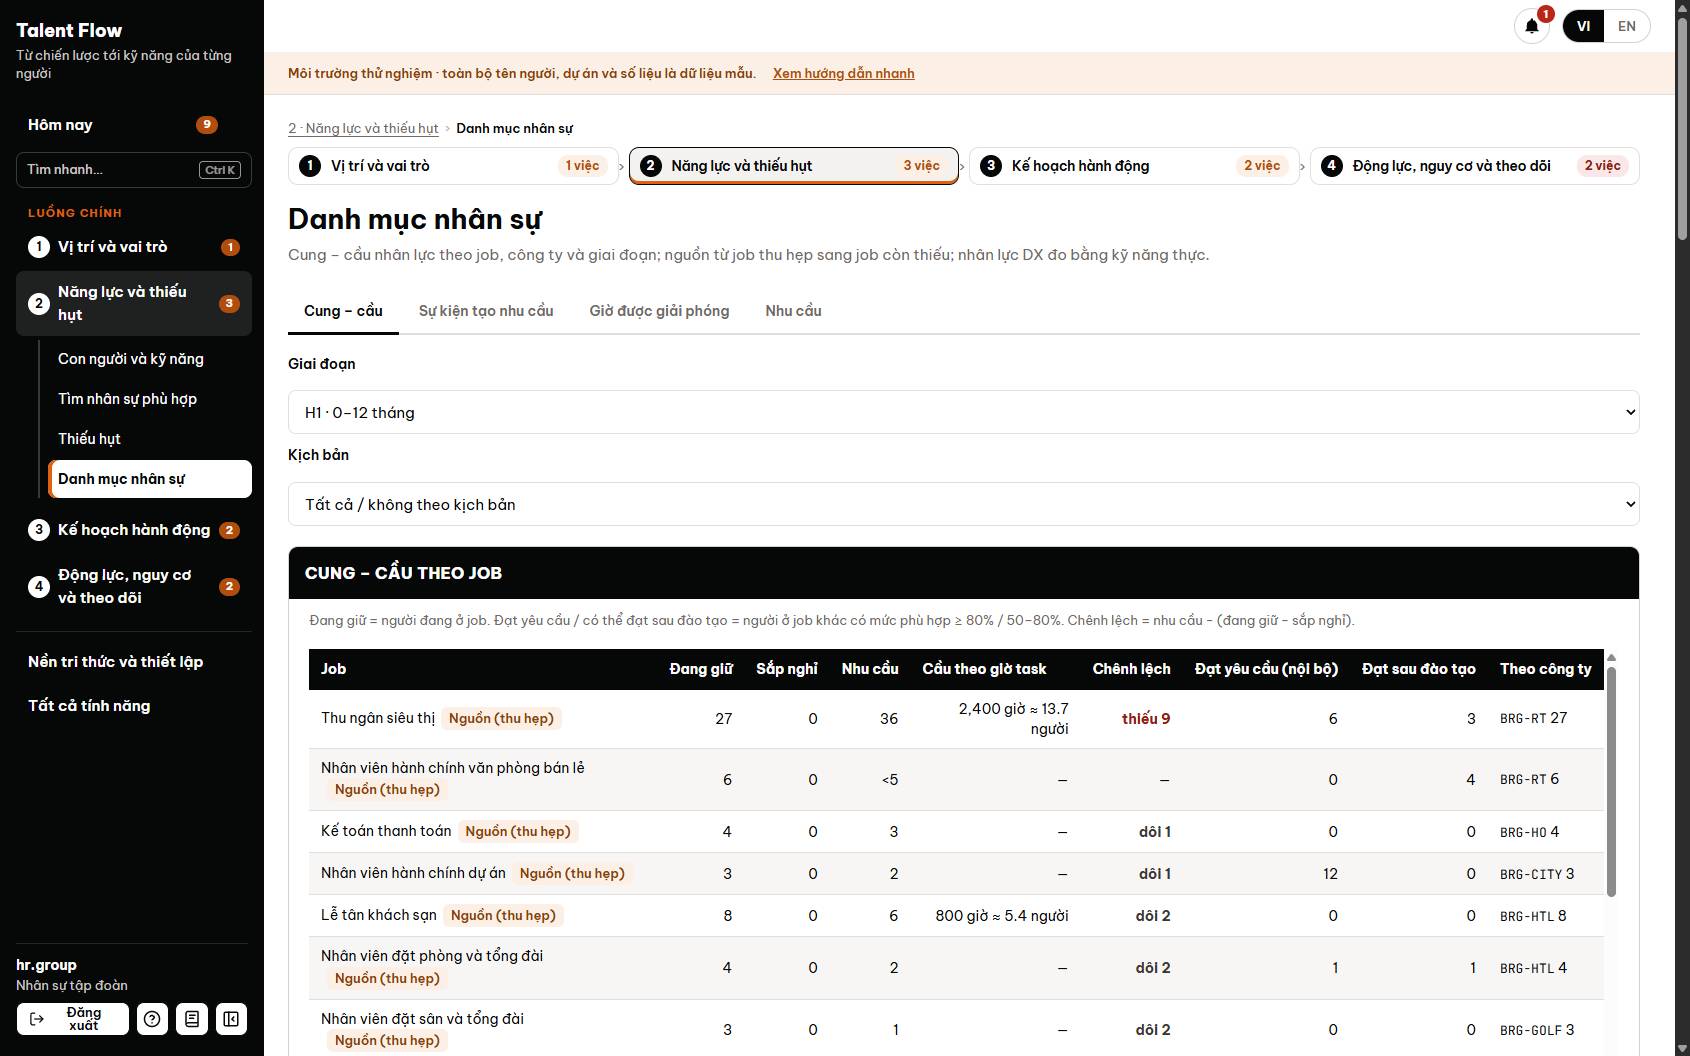 Talent Flow
Từ chiến lược tới kỹ năng của từng
người
Hôm nay 9
Tìm nhanh... Ctrl K
LUỒNG CHÍNH
1 Vị trí và vai trò 1
2 Năng lực và thiếu
hụt 3
Con người và kỹ năng
Tìm nhân sự phù hợp
Thiếu hụt
Danh mục nhân sự
3 Kế hoạch hành động 2
4 Động lực, nguy cơ
và theo dõi 2
Nền tri thức và thiết lập
Tất cả tính năng
hr.group
Nhân sự tập đoàn
Đăng
xuất
1
VI EN
Môi trường thử nghiệm · toàn bộ tên người, dự án và số liệu là dữ liệu mẫu. Xem hướng dẫn nhanh
2 · Năng lực và thiếu hụt › Danh mục nhân sự
1 Vị trí và vai trò 1 việc › 2 Năng lực và thiếu hụt 3 việc › 3 Kế hoạch hành động 2 việc › 4 Động lực, nguy cơ và theo dõi 2 việc
Danh mục nhân sự
Cung – cầu nhân lực theo job, công ty và giai đoạn; nguồn từ job thu hẹp sang job còn thiếu; nhân lực DX đo bằng kỹ năng thực.
Cung – cầu Sự kiện tạo nhu cầu Giờ được giải phóng Nhu cầu
Giai đoạn
H1 · 0–12 tháng
Kịch bản
Tất cả / không theo kịch bản
CUNG – CẦU THEO JOB
Đang giữ = người đang ở job. Đạt yêu cầu / có thể đạt sau đào tạo = người ở job khác có mức phù hợp ≥ 80% / 50–80%. Chênh lệch = nhu cầu − (đang giữ − sắp nghỉ).
Job Đang giữ Sắp nghỉ Nhu cầu Cầu theo giờ task Chênh lệch Đạt yêu cầu (nội bộ) Đạt sau đào tạo Theo công ty
Thu ngân siêu thị Nguồn (thu hẹp) 27 0 36 2,400 giờ ≈ 13.7 người thiếu 9 6 3 BRG-RT 27
Nhân viên hành chính văn phòng bán lẻ
Nguồn (thu hẹp) 6 0 <5 — — 0 4 BRG-RT 6
Kế toán thanh toán Nguồn (thu hẹp) 4 0 3 — dôi 1 0 0 BRG-HO 4
Nhân viên hành chính dự án Nguồn (thu hẹp) 3 0 2 — dôi 1 12 0 BRG-CITY 3
Lễ tân khách sạn Nguồn (thu hẹp) 8 0 6 800 giờ ≈ 5.4 người dôi 2 0 0 BRG-HTL 8
Nhân viên đặt phòng và tổng đài
Nguồn (thu hẹp) 4 0 2 — dôi 2 1 1 BRG-HTL 4
Nhân viên đặt sân và tổng đài
Nguồn (thu hẹp) 3 0 1 — dôi 2 0 0 BRG-GOLF 3